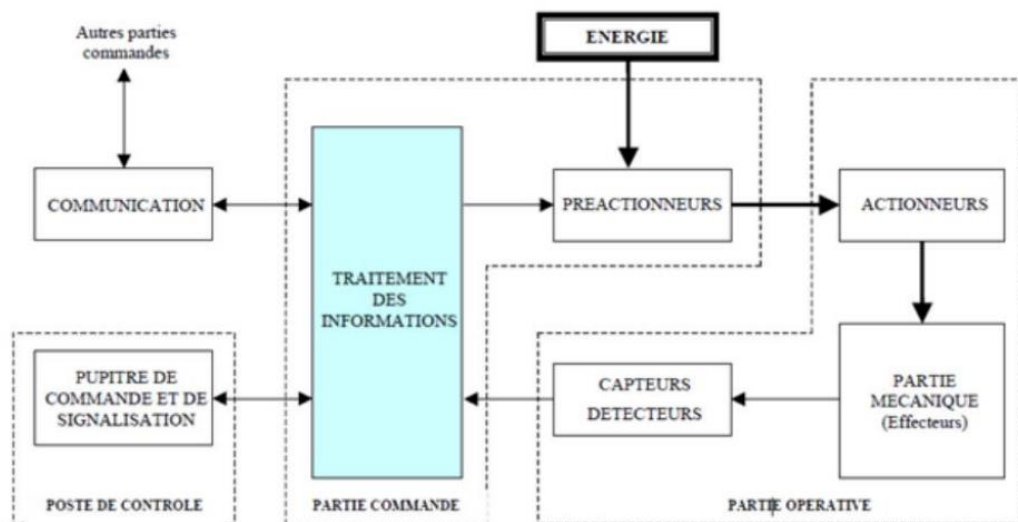 Autres parties
commandes
ENERGIE
COMMUNICATION
PREACTIONNEURS
ACTIONNEURS
TRAITEMENT
DES
INFORMATIONS
PUPITRE DE
COMMANDE ET DE
SIGNALISATION
CAPTEURS
DETECTEURS
PARTIE
MECANIQUE
(Effecteurs)
POSTE DE CONTROLE
PARTIE COMMANDE
PARTIE OPERATIVE